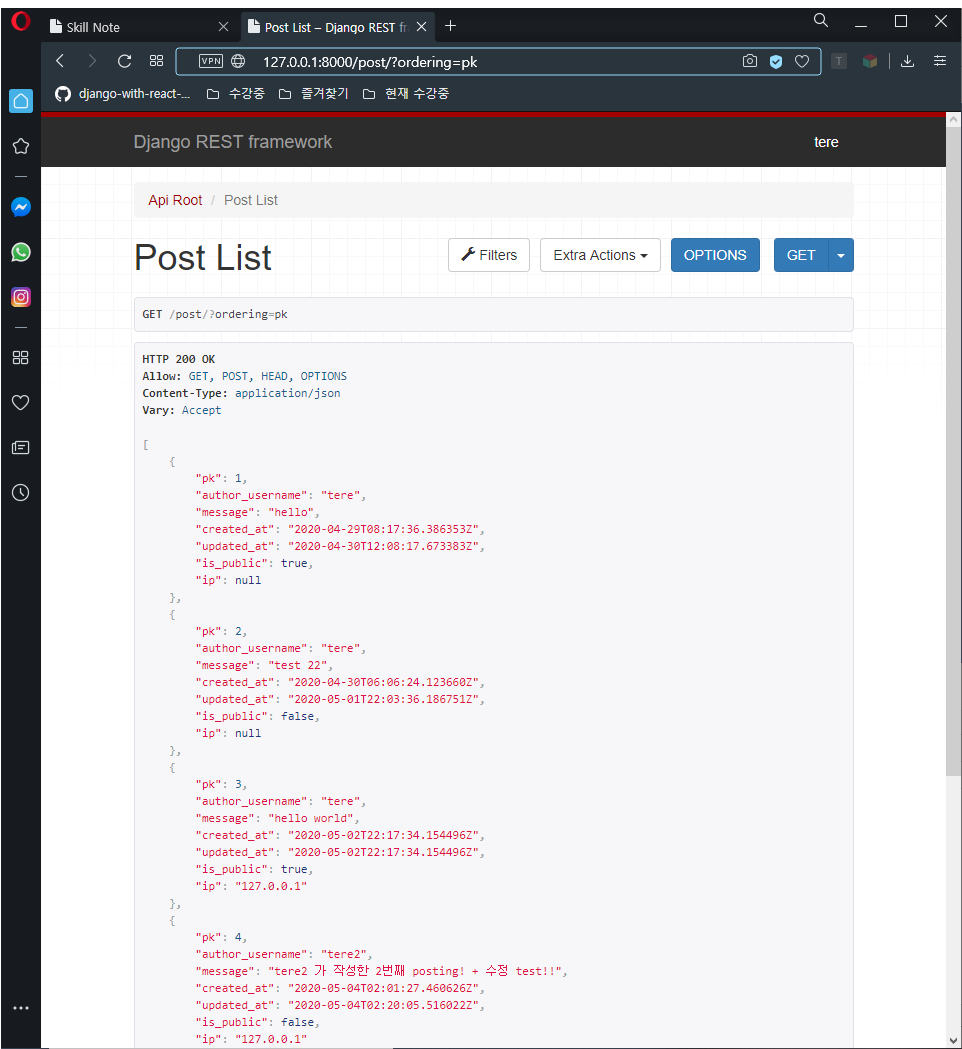 Skill Note
Post List – Django REST fr
VPN 127.0.0.1:8000/post/?ordering=pk
T
django-with-react-... 수강중 즐겨찾기 현재 수강중
Django REST framework tere
Api Root / Post List
Post List
Filters Extra Actions OPTIONS GET
GET /post/?ordering=pk
HTTP 200 OK
Allow: GET, POST, HEAD, OPTIONS
Content-Type: application/json
Vary: Accept
[
{
"pk": 1,
"author_username": "tere",
"message": "hello",
"created_at": "2020-04-29T08:17:36.386353Z",
"updated_at": "2020-04-30T12:08:17.673383Z",
"is_public": true,
"ip": null
},
{
"pk": 2,
"author_username": "tere",
"message": "test 22",
"created_at": "2020-04-30T06:06:24.123660Z",
"updated_at": "2020-05-01T22:03:36.186751Z",
"is_public": false,
"ip": null
},
{
"pk": 3,
"author_username": "tere",
"message": "hello world",
"created_at": "2020-05-02T22:17:34.154496Z",
"updated_at": "2020-05-02T22:17:34.154496Z",
"is_public": true,
"ip": "127.0.0.1"
},
{
"pk": 4,
"author_username": "tere2",
"message": "tere2 가 작성한 2번째 posting! + 수정 test!!",
"created_at": "2020-05-04T02:01:27.460626Z",
"updated_at": "2020-05-04T02:20:05.516022Z",
"is_public": false,
"ip": "127.0.0.1"